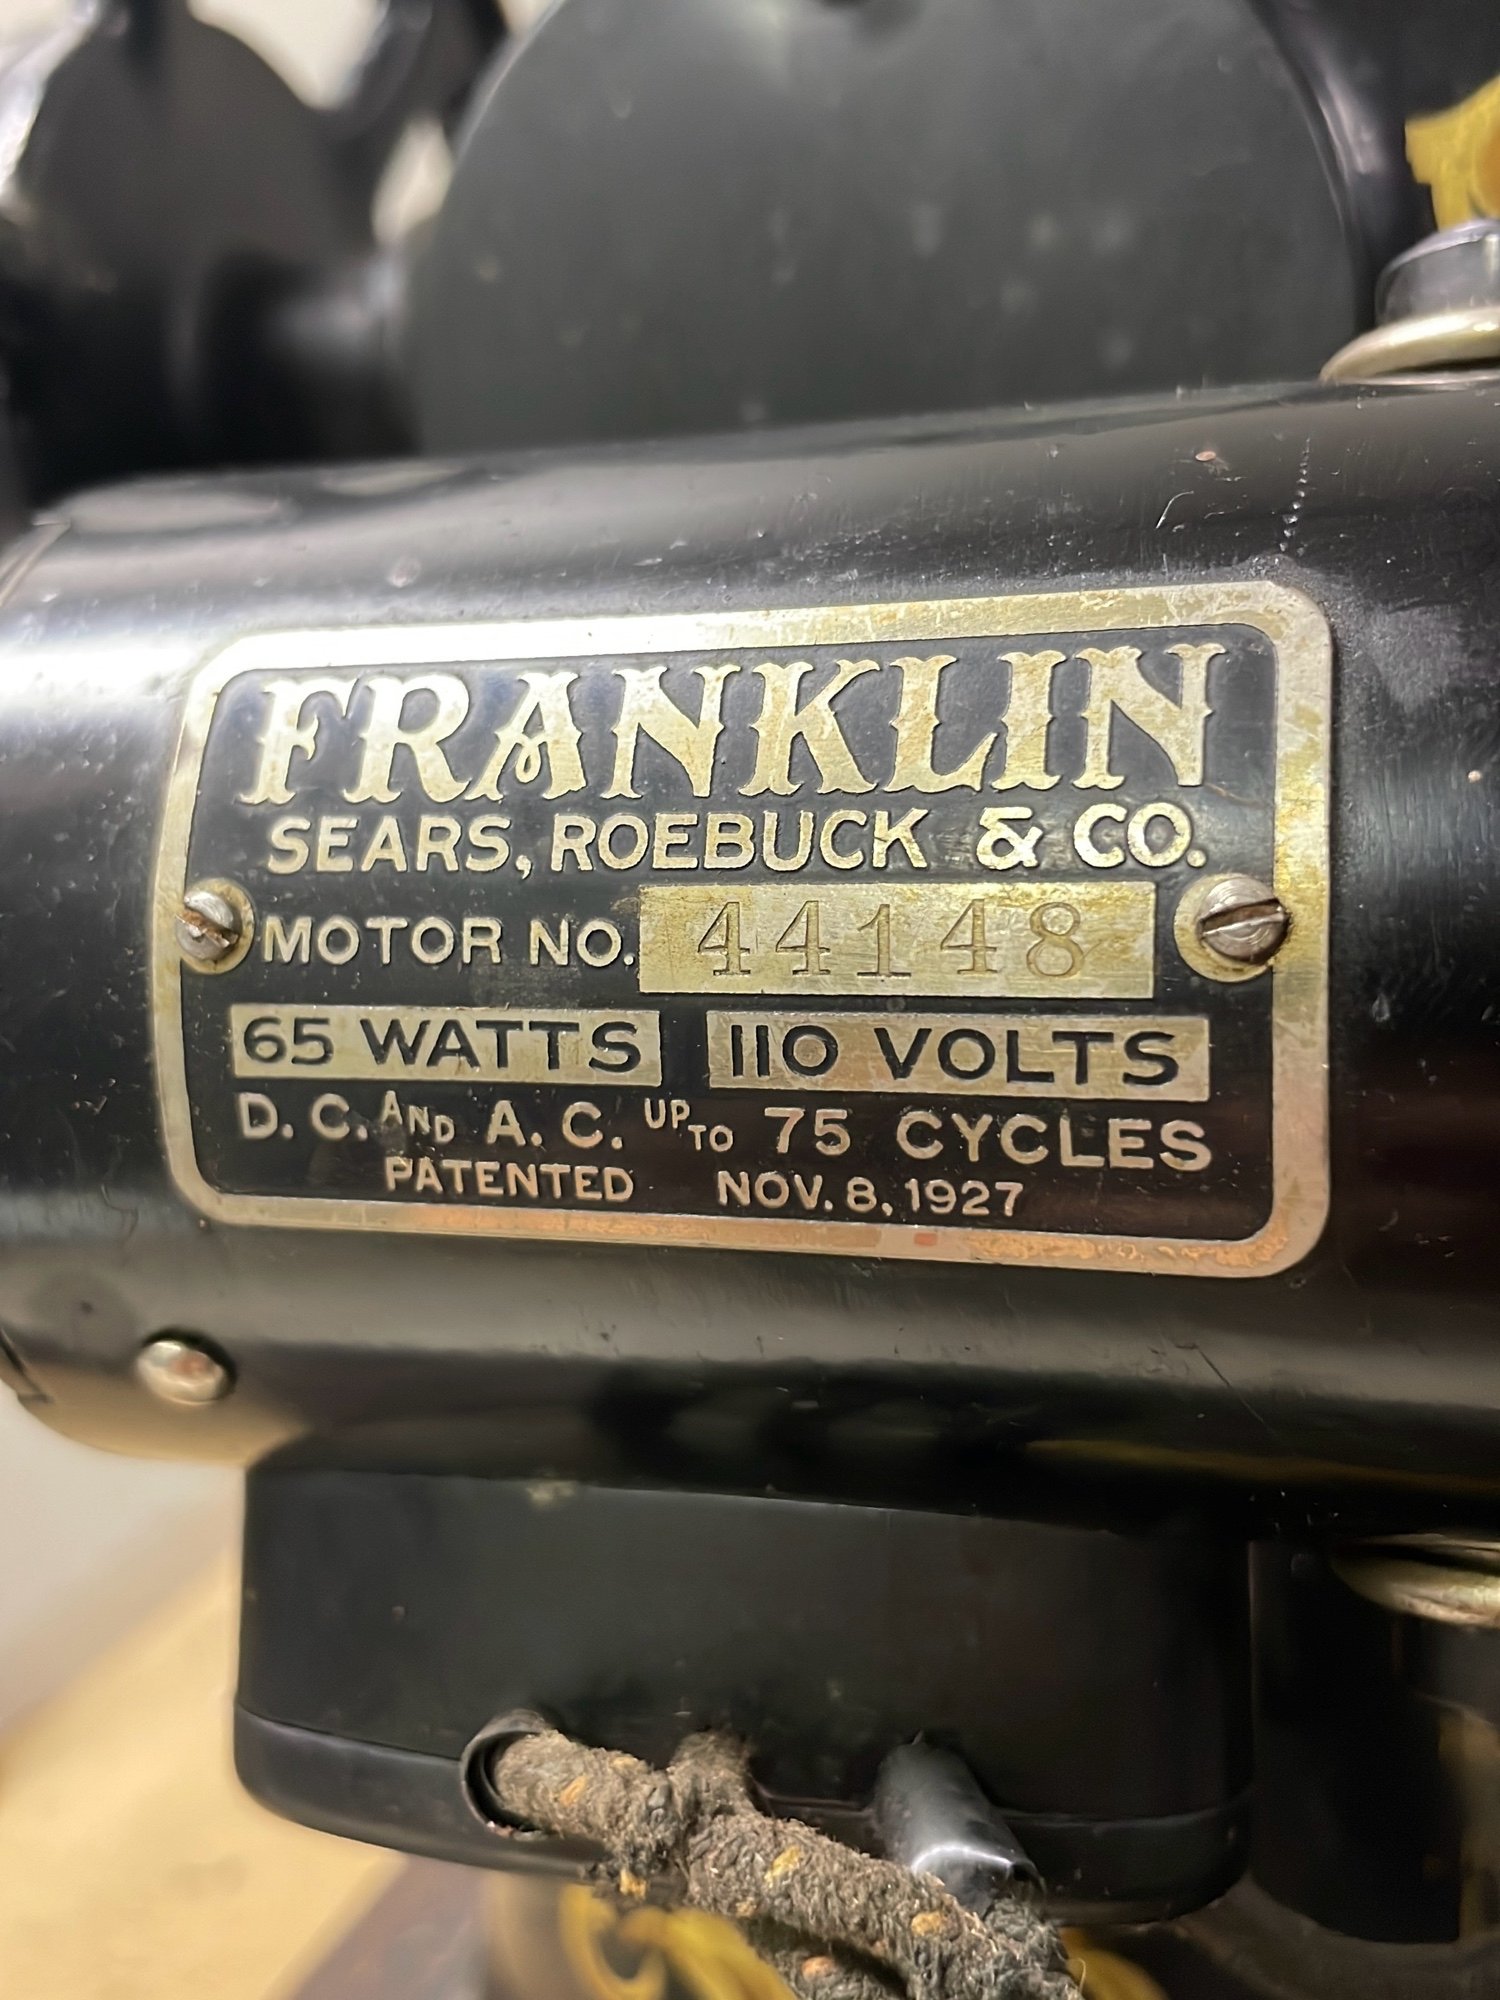 FRANKLIN
SEARS, ROEBUCK & CO.
MOTOR NO. 44148
65 WATTS 110 VOLTS
D. C. AND A. C. UP TO 75 CYCLES
PATENTED NOV. 8, 1927